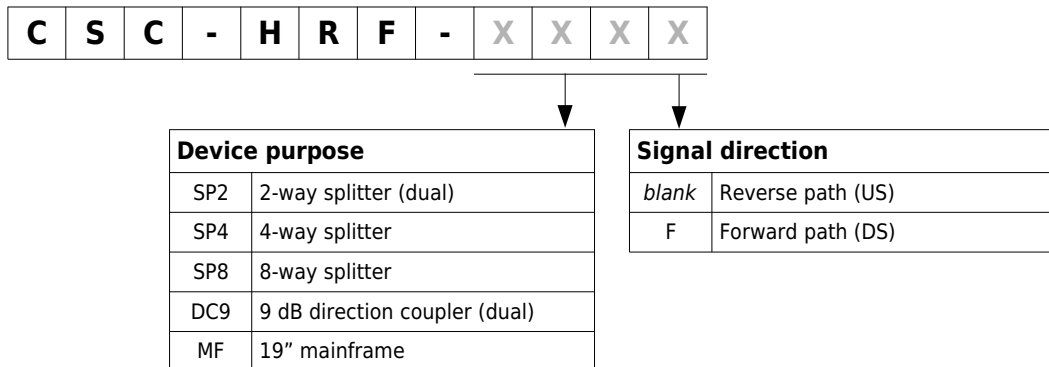 C S C - H R F - X X X X
Device purpose
SP2 2-way splitter (dual)
SP4 4-way splitter
SP8 8-way splitter
DC9 9 dB direction coupler (dual)
MF 19” mainframe
Signal direction
blank Reverse path (US)
F Forward path (DS)